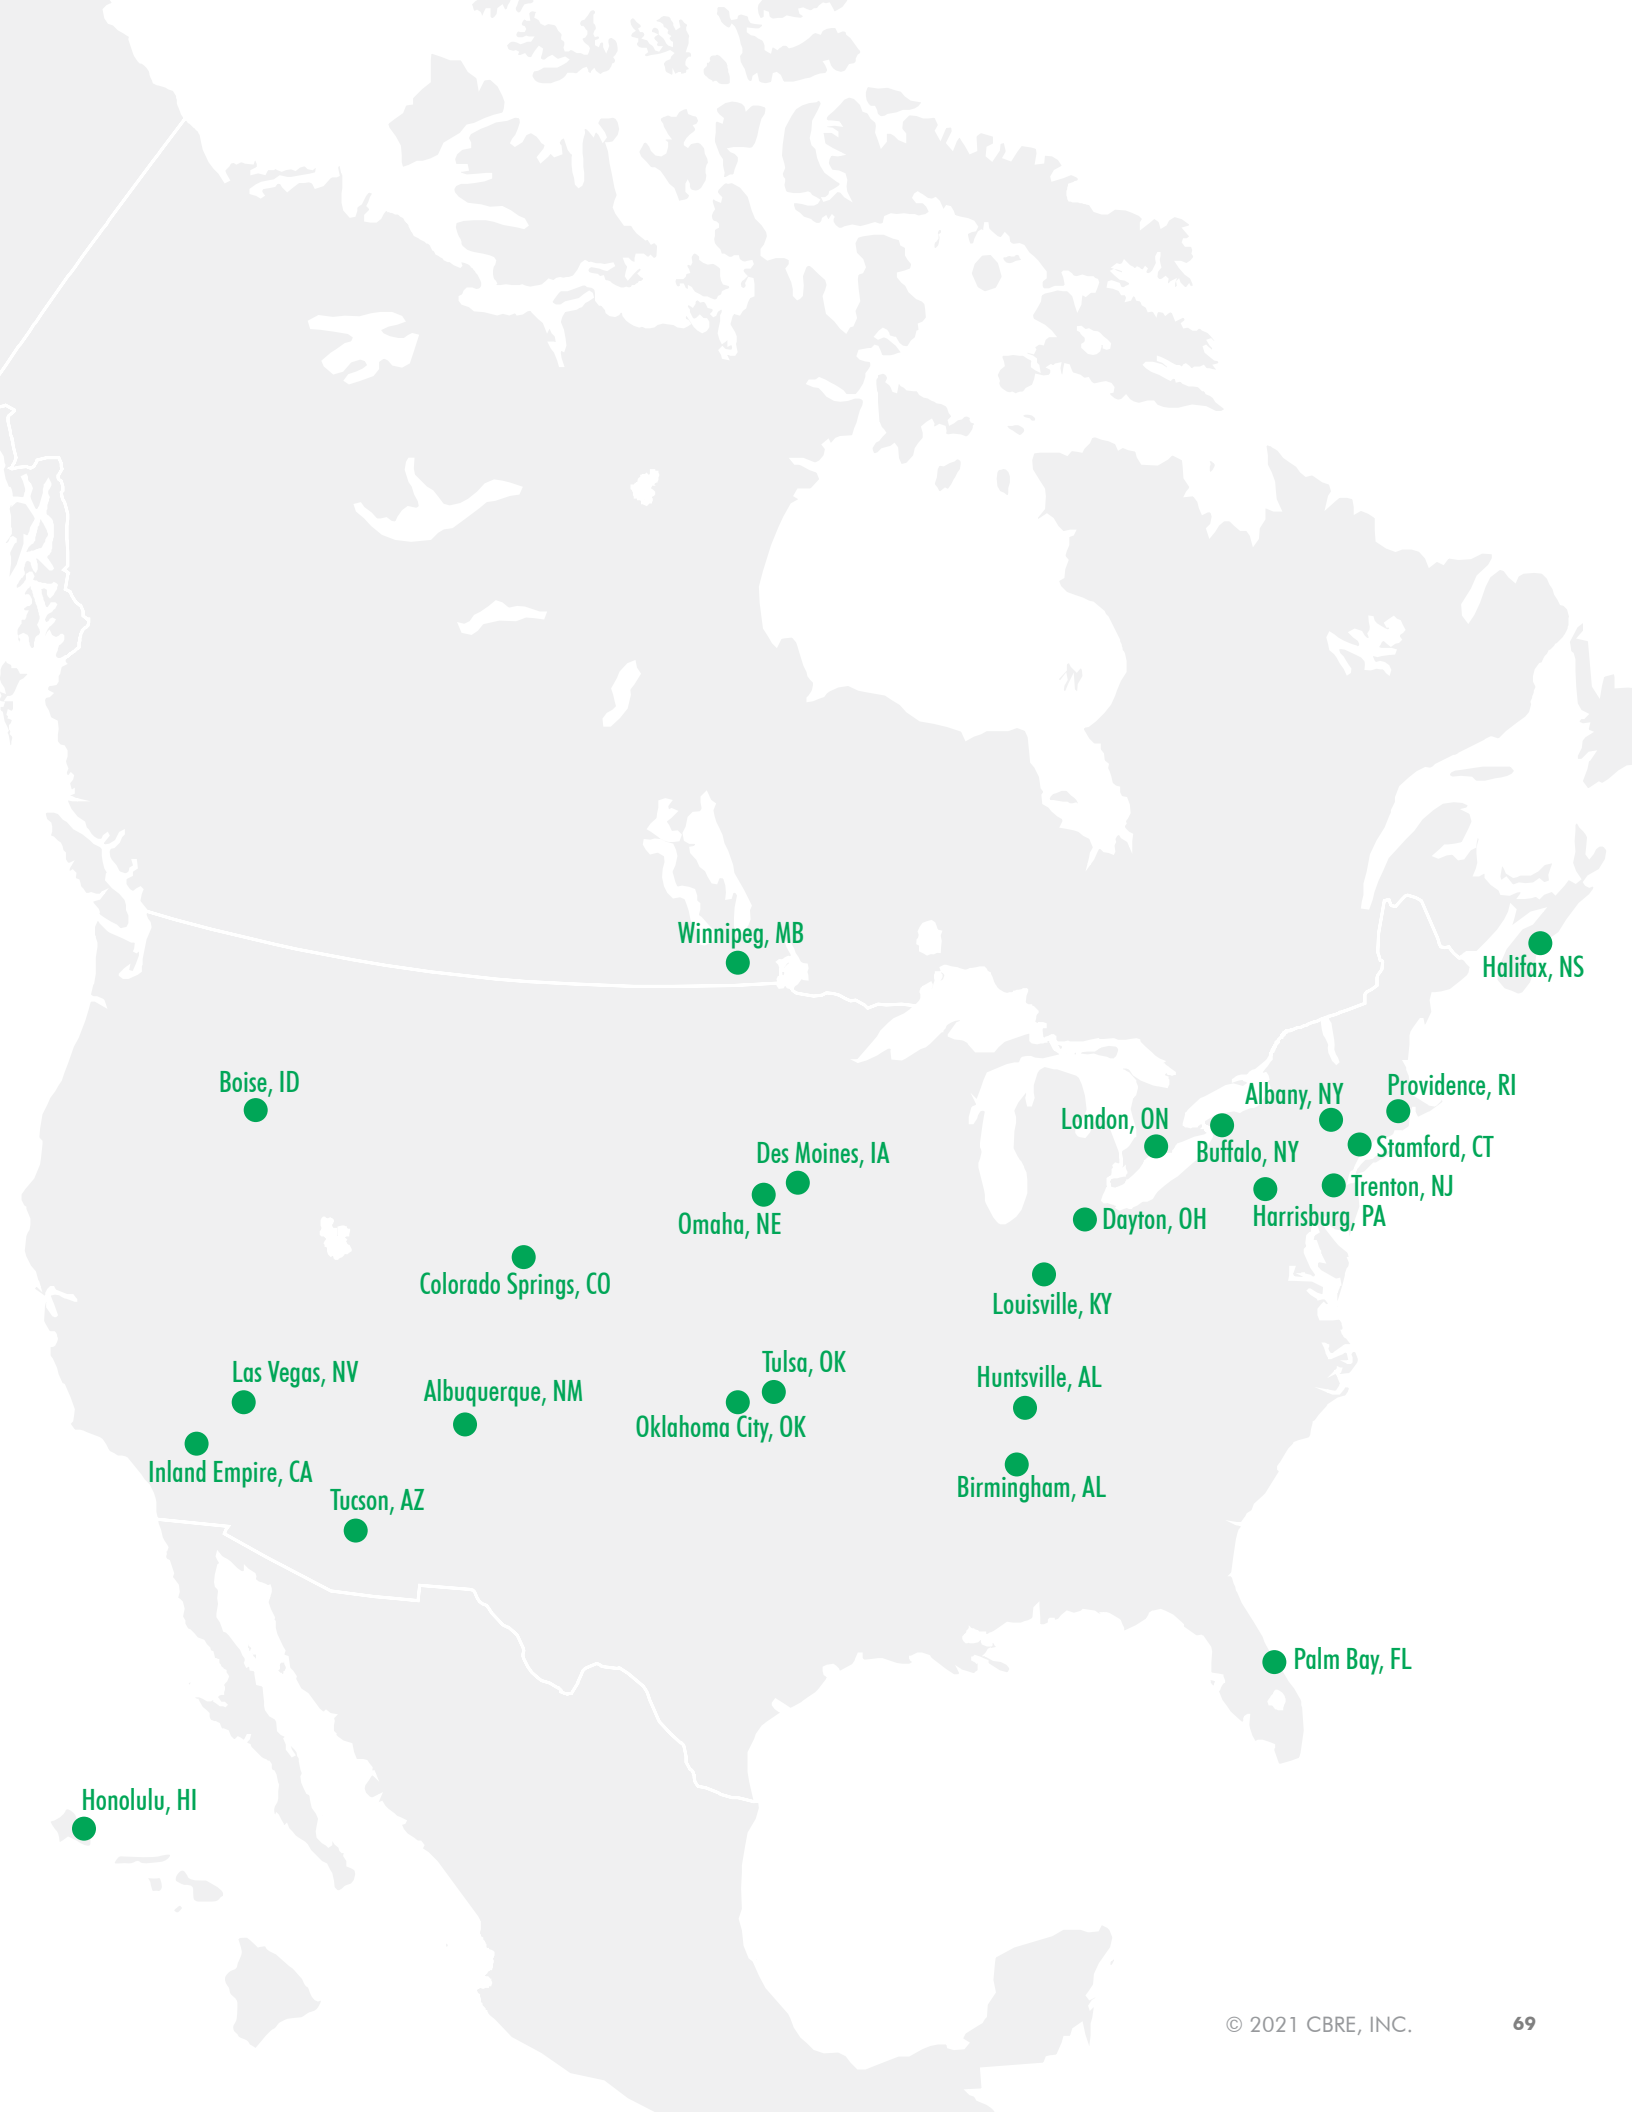 Winnipeg, MB
Halifax, NS
Boise, ID
Providence, RI
Albany, NY
London, ON
Stamford, CT
Buffalo, NY
Des Moines, IA
Trenton, NJ
Harrisburg, PA
Dayton, OH
Omaha, NE
Colorado Springs, CO
Louisville, KY
Tulsa, OK
Las Vegas, NV
Huntsville, AL
Albuquerque, NM
Oklahoma City, OK
Inland Empire, CA
Birmingham, AL
Tucson, AZ
Palm Bay, FL
Honolulu, HI
© 2021 CBRE, INC. 69